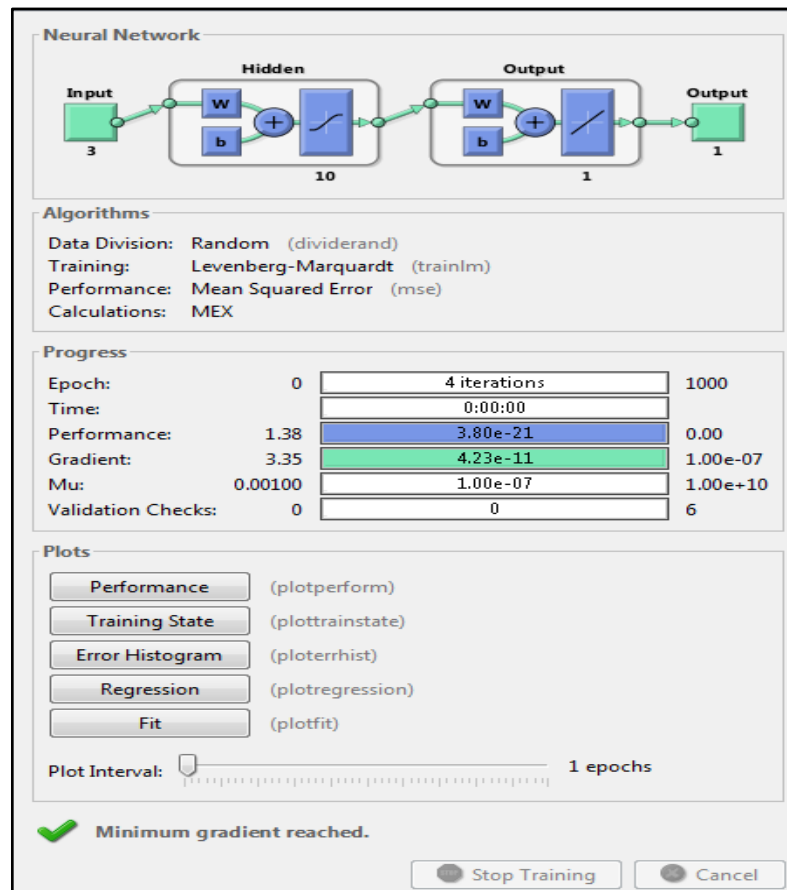 Neural Network
Hidden
Output
Input
Output
W
b
+
W
b
+
3
10
1
1
Algorithms
Data Division: Random (dividerand)
Training: Levenberg-Marquardt (trainlm)
Performance: Mean Squared Error (mse)
Calculations: MEX
Progress
Epoch: 0 4 iterations 1000
Time: 0:00:00
Performance: 1.38 3.80e-21 0.00
Gradient: 3.35 4.23e-11 1.00e-07
Mu: 0.00100 1.00e-07 1.00e+10
Validation Checks: 0 0 6
Plots
Performance (plotperform)
Training State (plottrainstate)
Error Histogram (ploterrhist)
Regression (plotregression)
Fit (plotfit)
Plot Interval: 1 epochs
Minimum gradient reached.
Stop Training Cancel